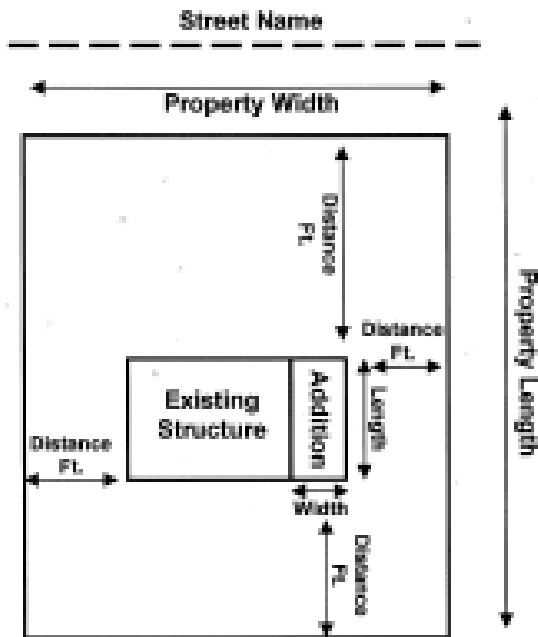 Street Name
Property Width
Distance
Ft.
Distance
Ft.
Property Length
Existing
Structure
Addition
Length
Distance
Ft.
Width
Distance
Ft.